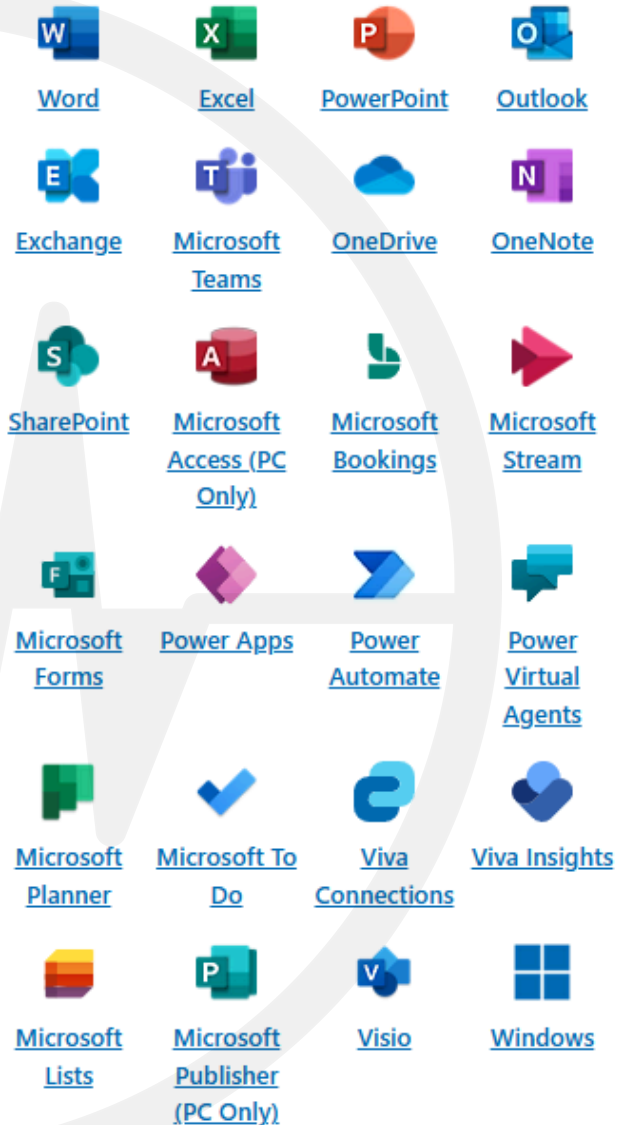 W
X
P
O
Word
Excel
PowerPoint
Outlook
E
T
N
Exchange
Microsoft
Teams
OneDrive
OneNote
S
A
SharePoint
Microsoft
Access (PC
Only)
Microsoft
Bookings
Microsoft
Stream
F
Microsoft
Forms
Power Apps
Power
Automate
Power
Virtual
Agents
Microsoft
Planner
Microsoft To
Do
Viva
Connections
Viva Insights
P
V
Microsoft
Lists
Microsoft
Publisher
(PC Only)
Visio
Windows